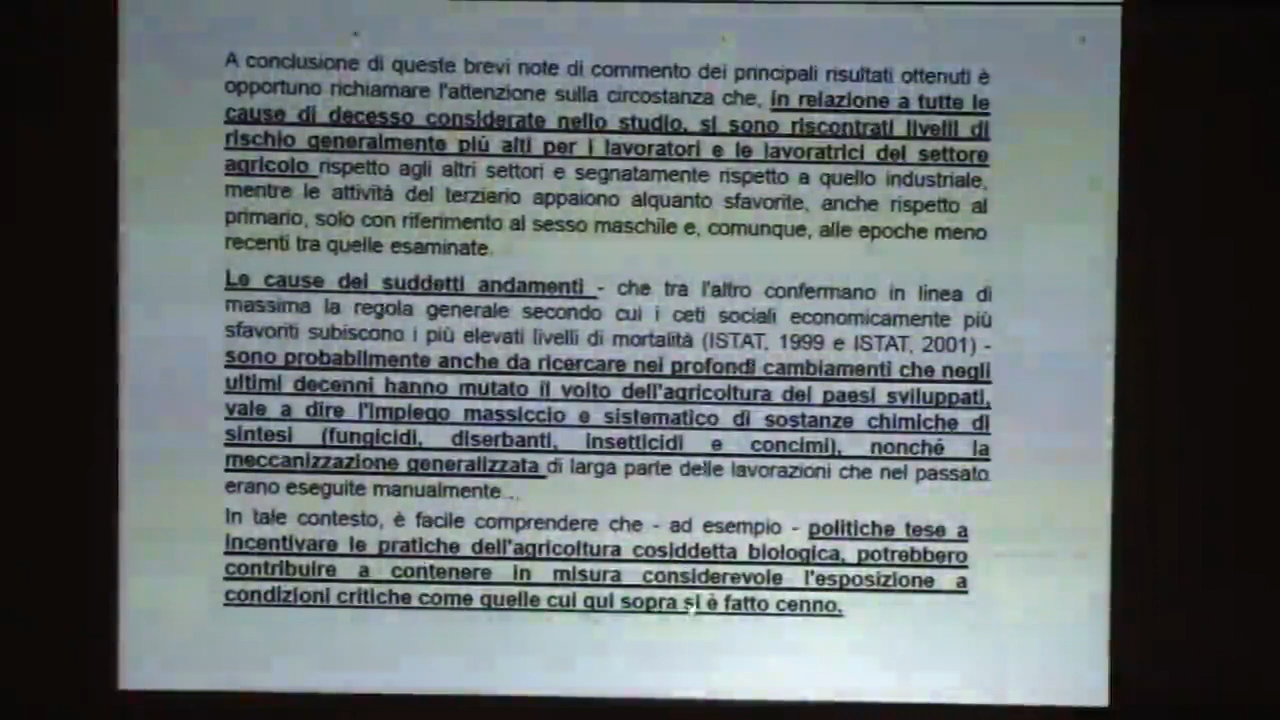 A conclusione di queste brevi note di commento dei principali risultati ottenuti è
opportuno richiamare l'attenzione sulla circostanza che, in relazione a tutte le
cause di decesso considerate nello studio, si sono riscontrati livelli di
rischio generalmente più alti per i lavoratori e le lavoratrici del settore
agricolo rispetto agli altri settori e segnatamente rispetto a quello industriale,
mentre le attività del terziario appaiono alquanto sfavorite, anche rispetto al
primario, solo con riferimento al sesso maschile e, comunque, alle epoche meno
recenti tra quelle esaminate.
Le cause dei suddetti andamenti - che tra l'altro confermano in linea di
massima la regola generale secondo cui i ceti sociali economicamente più
sfavoriti subiscono i più elevati livelli di mortalità (ISTAT, 1999 e ISTAT, 2001) -
sono probabilmente anche da ricercare nei profondi cambiamenti che negli
ultimi decenni hanno mutato il volto dell'agricoltura dei paesi sviluppati,
vale a dire l'impiego massiccio e sistematico di sostanze chimiche di
sintesi (fungicidi, diserbanti, insetticidi e concimi), nonché la
meccanizzazione generalizzata di larga parte delle lavorazioni che nel passato
erano eseguite manualmente...
In tale contesto, è facile comprendere che - ad esempio - politiche tese a
incentivare le pratiche dell'agricoltura cosiddetta biologica, potrebbero
contribuire a contenere in misura considerevole l'esposizione a
condizioni critiche come quelle cui qui sopra si è fatto cenno.